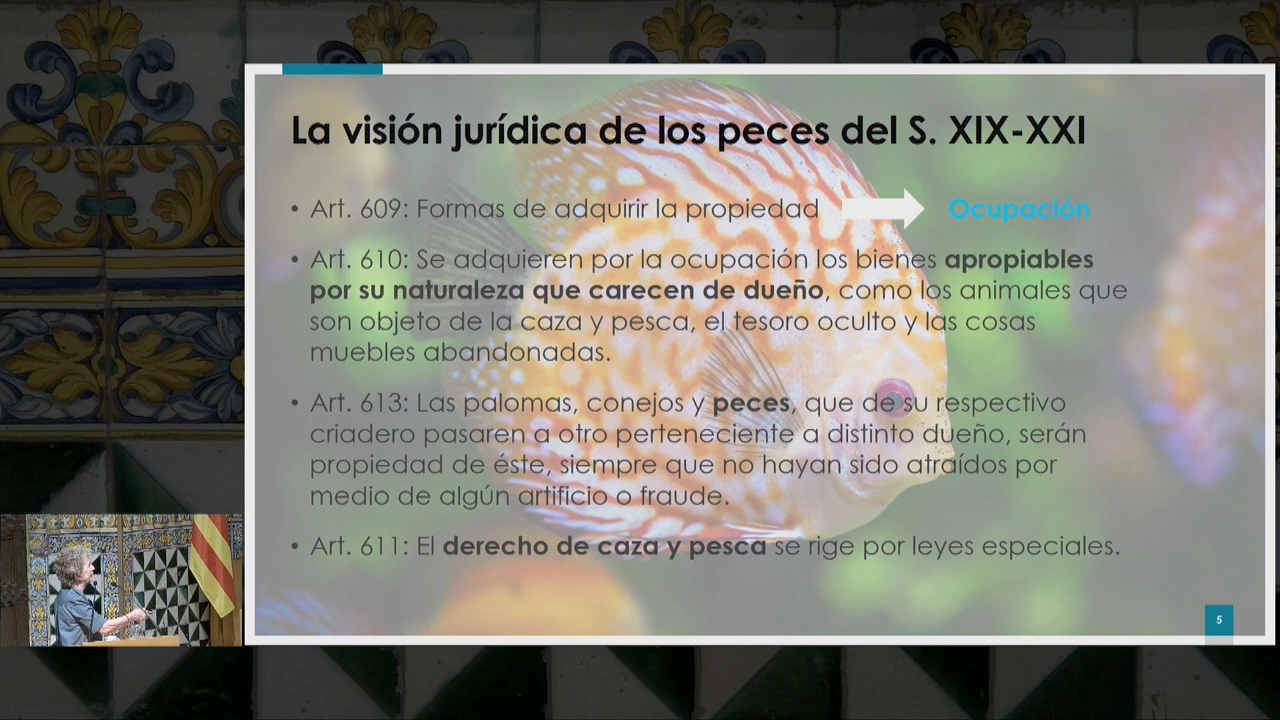 La visión jurídica de los peces del S. XIX-XXI
• Art. 609: Formas de adquirir la propiedad Ocupación
• Art. 610: Se adquieren por la ocupación los bienes apropiables
por su naturaleza que carecen de dueño, como los animales que
son objeto de la caza y pesca, el tesoro oculto y las cosas
muebles abandonadas.
• Art. 613: Las palomas, conejos y peces, que de su respectivo
criadero pasaren a otro perteneciente a distinto dueño, serán
propiedad de éste, siempre que no hayan sido atraídos por
medio de algún artificio o fraude.
• Art. 611: El derecho de caza y pesca se rige por leyes especiales.
5